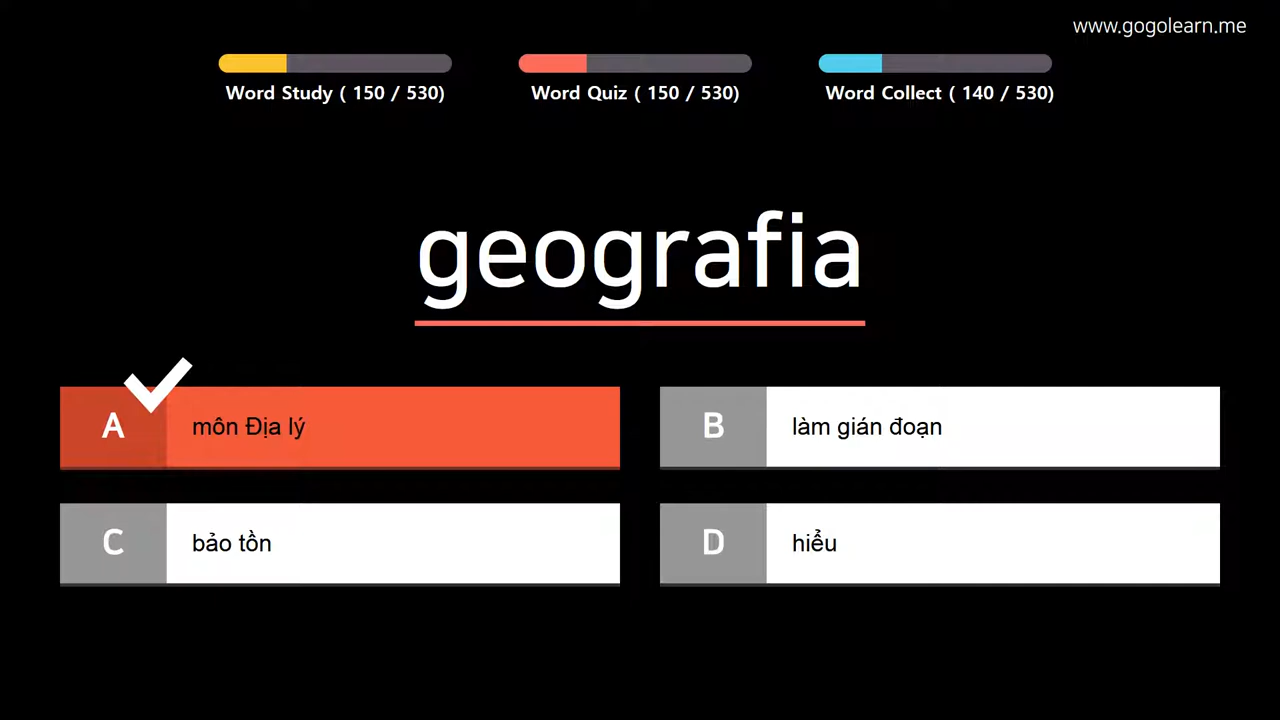 www.gogolearn.me
Word Study ( 150 / 530)
Word Quiz ( 150 / 530)
Word Collect ( 140 / 530)
geografia
A môn Địa lý
B làm gián đoạn
C bảo tồn
D hiểu